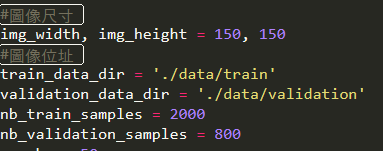 #圖像尺寸
img_width, img_height = 150, 150
#圖像位址
train_data_dir = './data/train'
validation_data_dir = './data/validation'
nb_train_samples = 2000
nb_validation_samples = 800